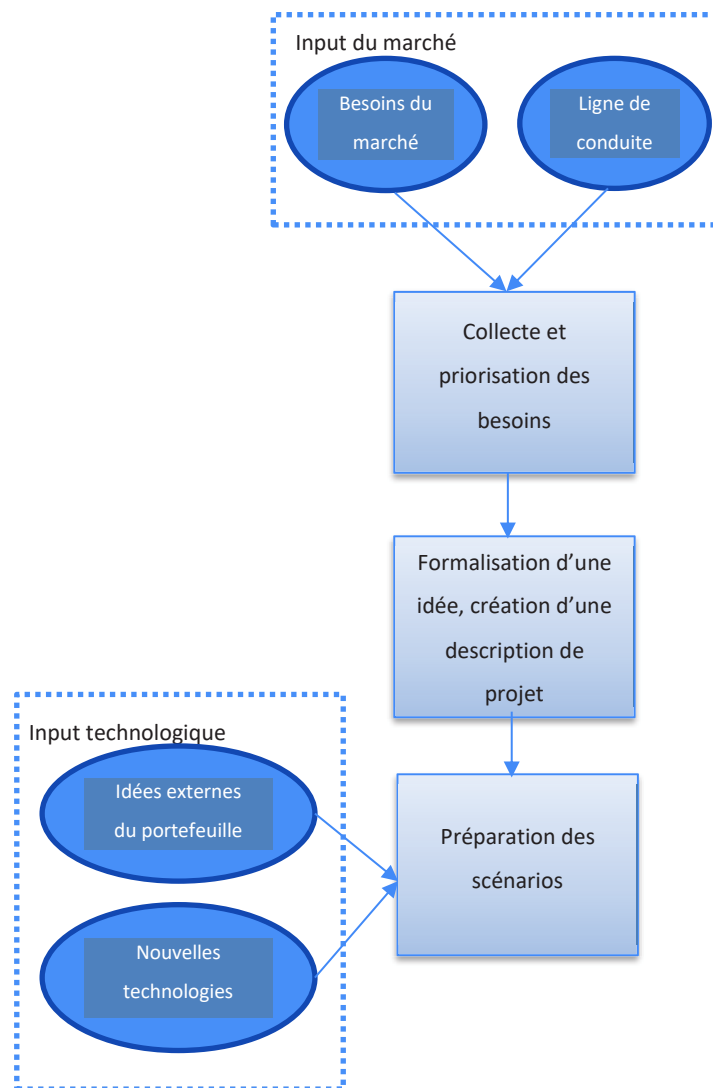 Input du marché
Besoins du
marché
Ligne de
conduite
Collecte et
priorisation des
besoins
Formalisation d’une
idée, création d’une
description de
projet
Input technologique
Idées externes
du portefeuille
Préparation des
scénarios
Nouvelles
technologies